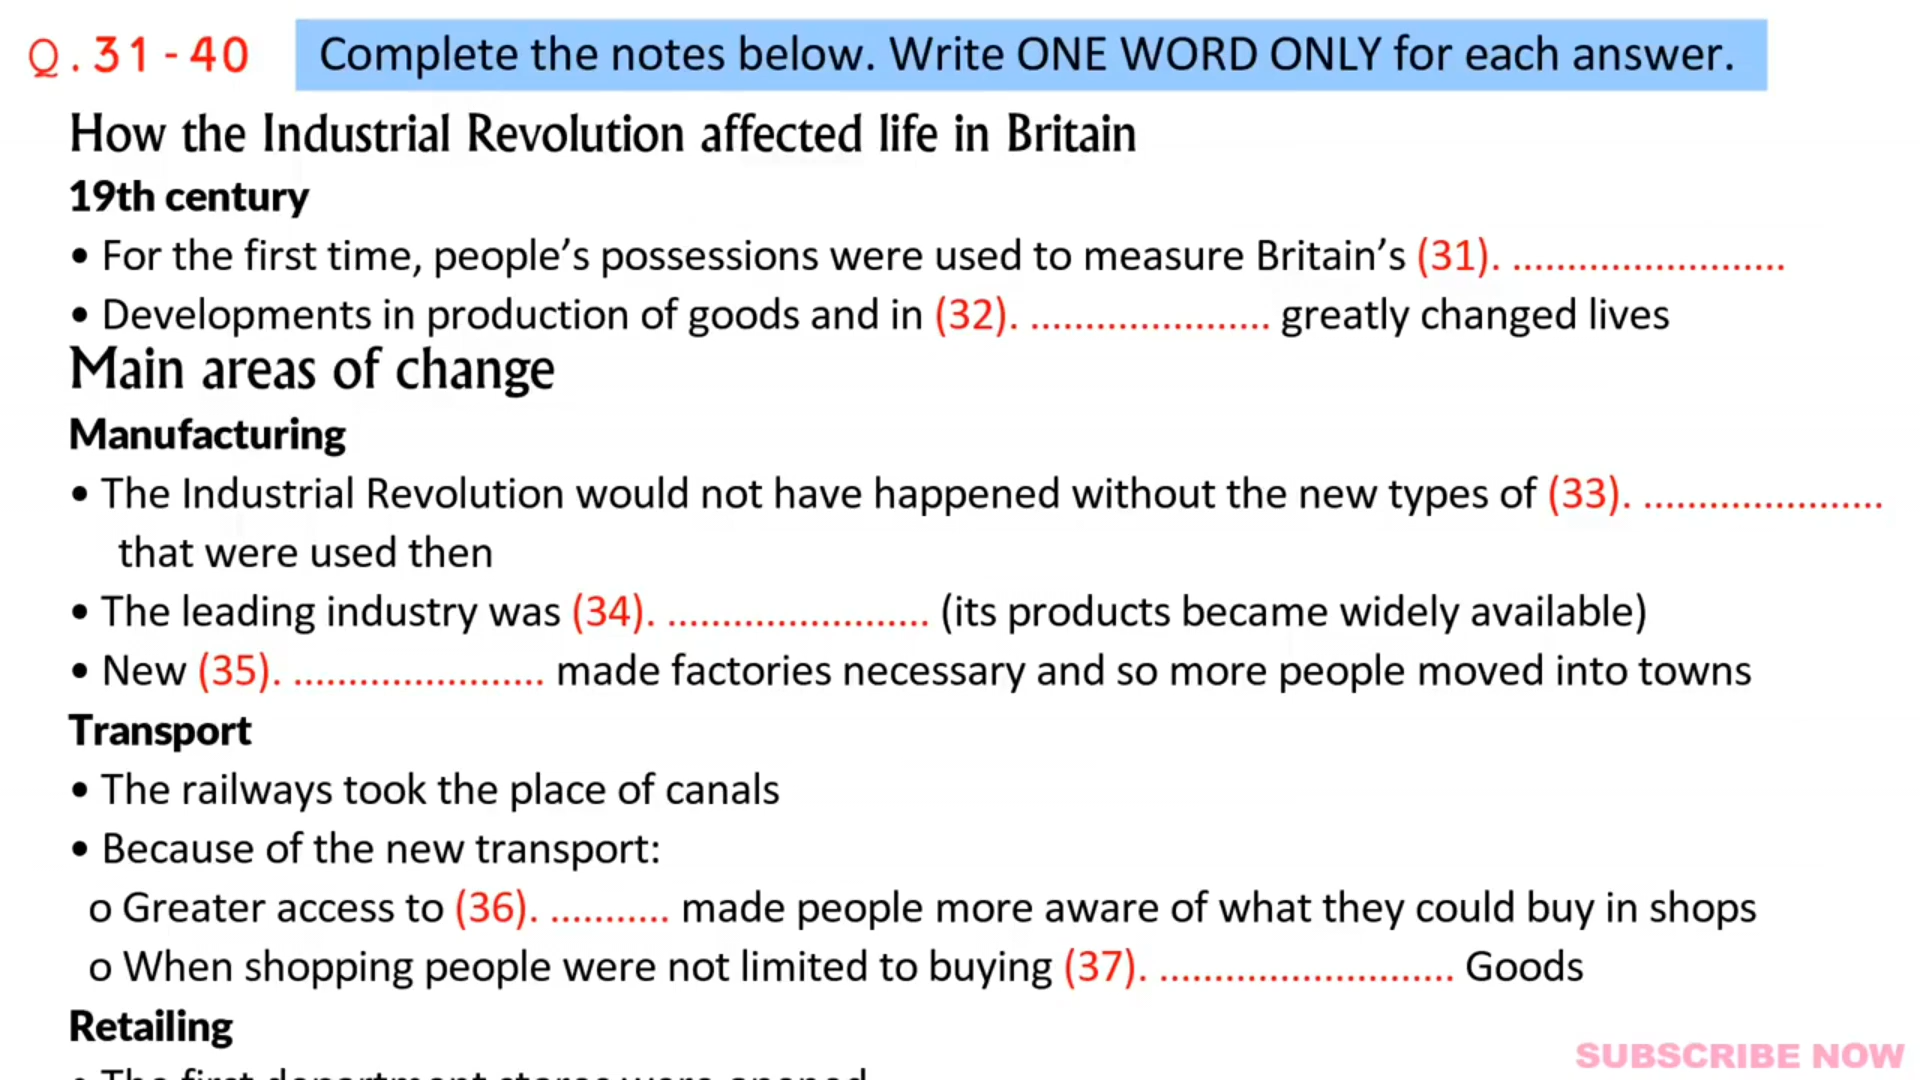 Q.31-40 Complete the notes below. Write ONE WORD ONLY for each answer.
How the Industrial Revolution affected life in Britain
19th century
• For the first time, people’s possessions were used to measure Britain’s (31). .........................
• Developments in production of goods and in (32). ...................... greatly changed lives
Main areas of change
Manufacturing
• The Industrial Revolution would not have happened without the new types of (33). ......................
that were used then
• The leading industry was (34). ........................ (its products became widely available)
• New (35). ....................... made factories necessary and so more people moved into towns
Transport
• The railways took the place of canals
• Because of the new transport:
o Greater access to (36). ........... made people more aware of what they could buy in shops
o When shopping people were not limited to buying (37). ........................... Goods
Retailing
• The first department stores were opened
SUBSCRIBE NOW